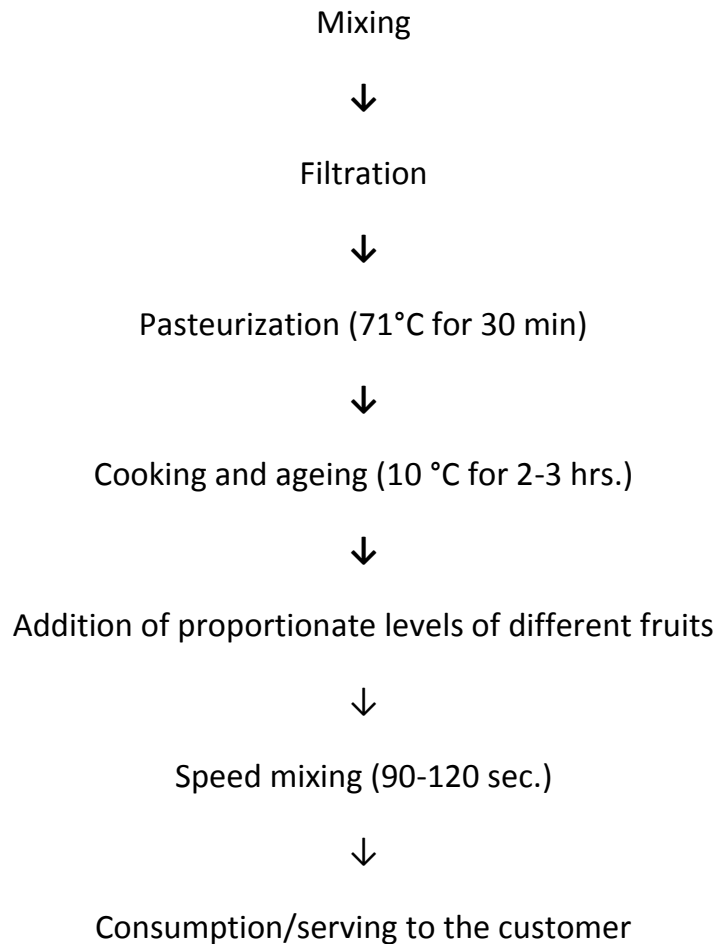 Mixing
↓
Filtration
↓
Pasteurization (71°C for 30 min)
↓
Cooking and ageing (10 °C for 2-3 hrs.)
↓
Addition of proportionate levels of different fruits
↓
Speed mixing (90-120 sec.)
↓
Consumption/serving to the customer